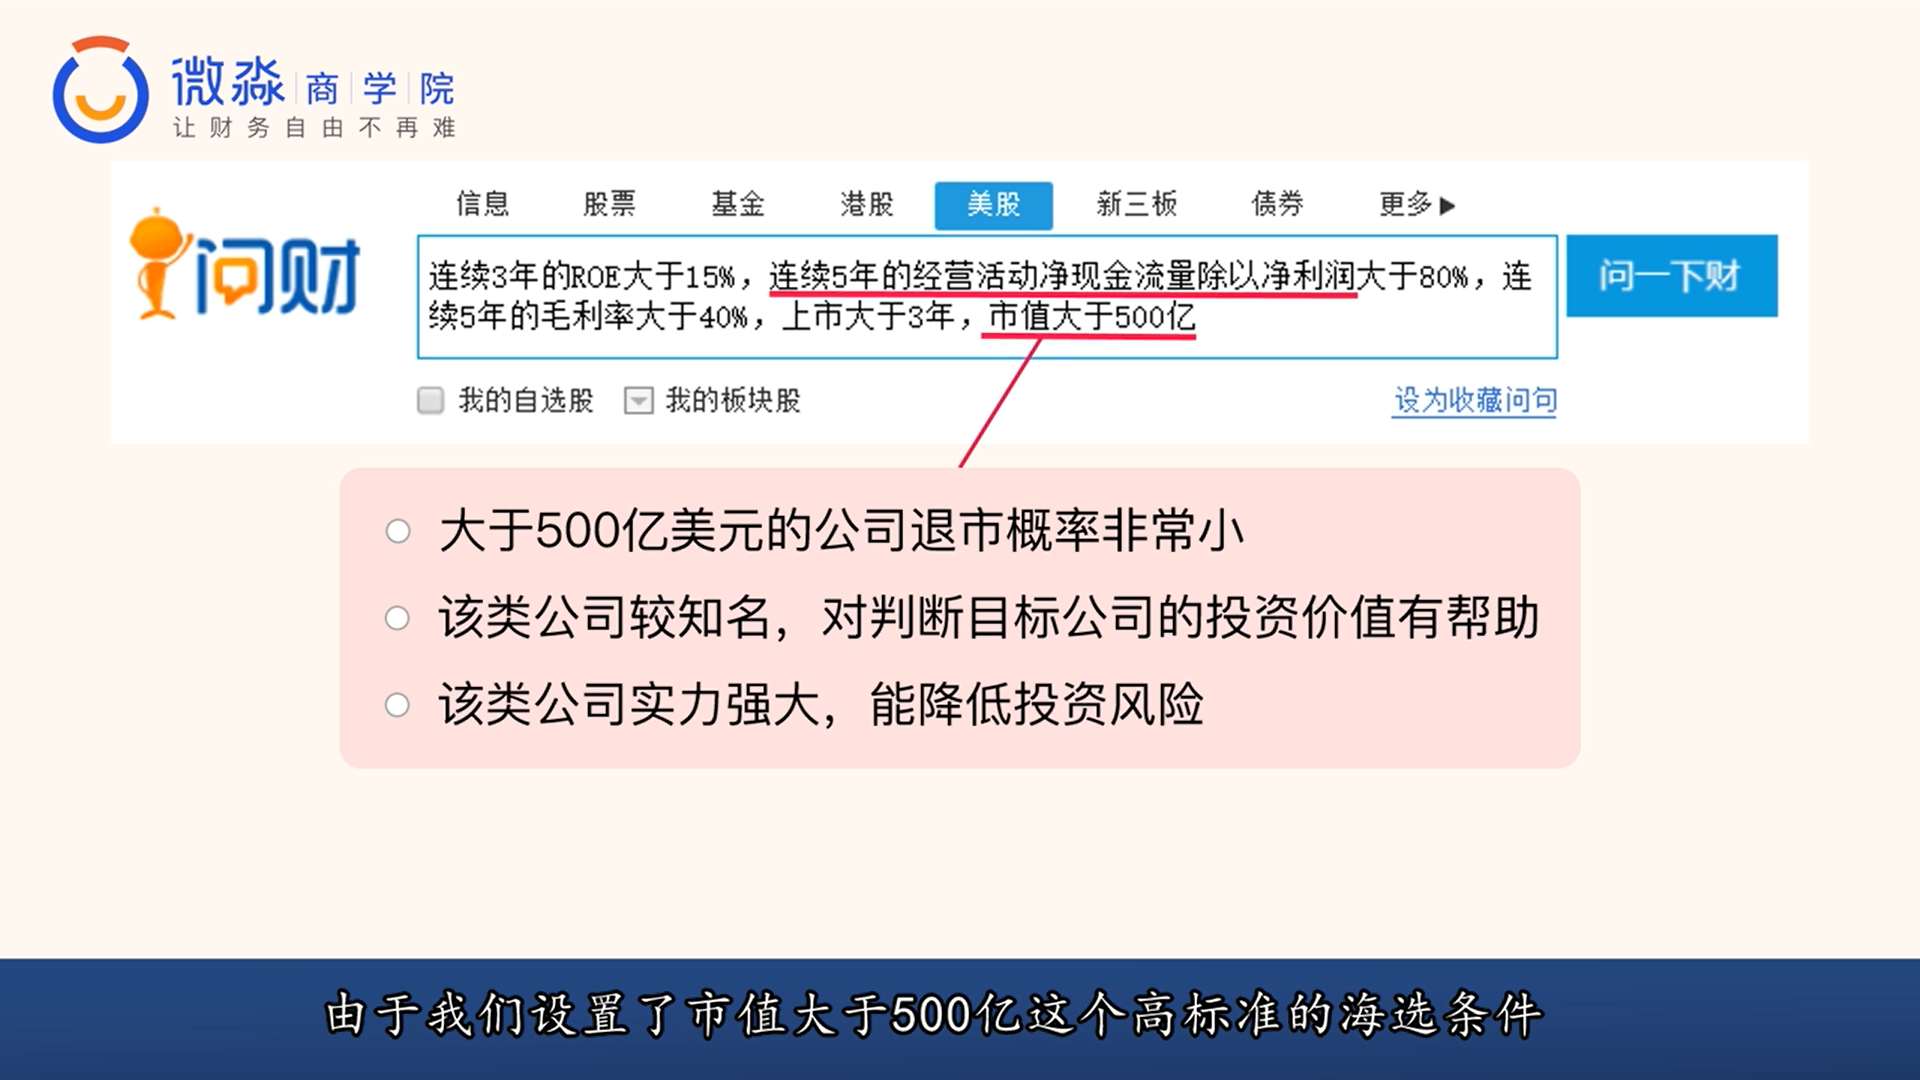 微淼 商学院
让财务自由不再难
信息 股票 基金 港股 美股 新三板 债券 更多▶
问财
连续3年的ROE大于15%，连续5年的经营活动净现金流量除以净利润大于80%，连
续5年的毛利率大于40%，上市大于3年，市值大于500亿
问一下财
我的自选股 我的板块股 设为收藏问句
大于500亿美元的公司退市概率非常小
该类公司较知名，对判断目标公司的投资价值有帮助
该类公司实力强大，能降低投资风险
由于我们设置了市值大于500亿这个高标准的海选条件